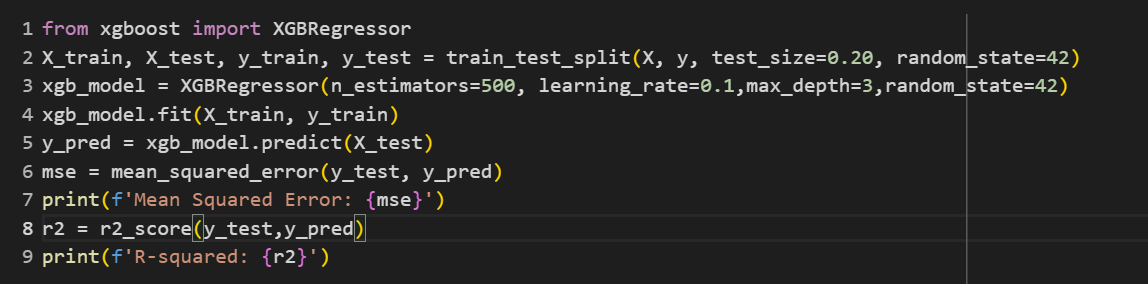 1 from xgboost import XGBRegressor
2 X_train, X_test, y_train, y_test = train_test_split(X, y, test_size=0.20, random_state=42)
3 xgb_model = XGBRegressor(n_estimators=500, learning_rate=0.1,max_depth=3,random_state=42)
4 xgb_model.fit(X_train, y_train)
5 y_pred = xgb_model.predict(X_test)
6 mse = mean_squared_error(y_test, y_pred)
7 print(f'Mean Squared Error: {mse}')
8 r2 = r2_score(y_test,y_pred)
9 print(f'R-squared: {r2}')